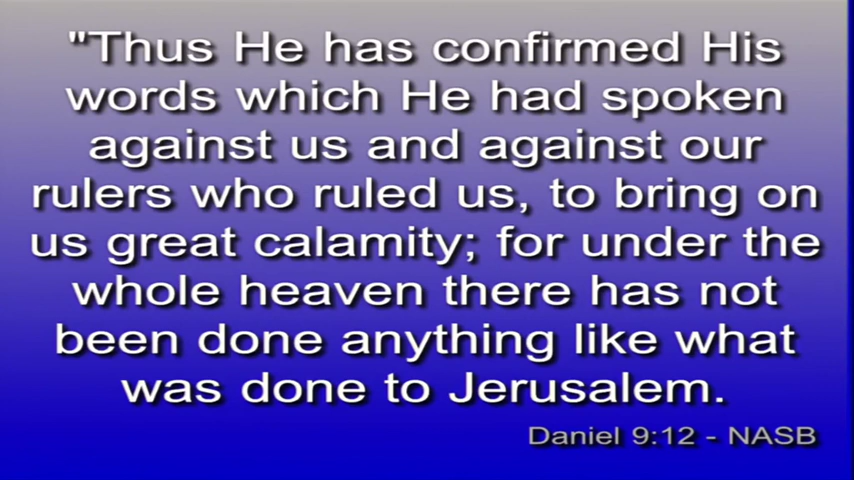 "Thus He has confirmed His
words which He had spoken
against us and against our
rulers who ruled us, to bring on
us great calamity; for under the
whole heaven there has not
been done anything like what
was done to Jerusalem.
Daniel 9:12 - NASB